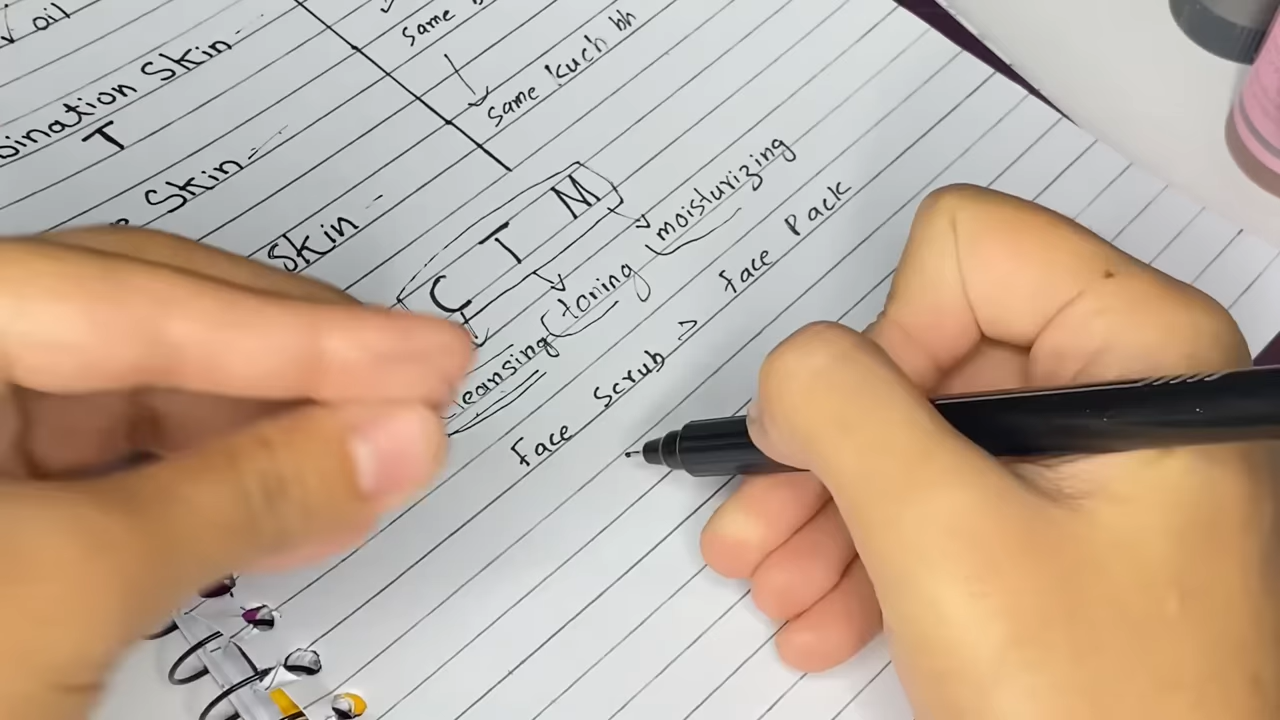 oil
same
bination Skin-
same kuch bh
T
Skin-
Skin -
C T M
cleansing toning moisturizing
Face Scrub > Face Pack